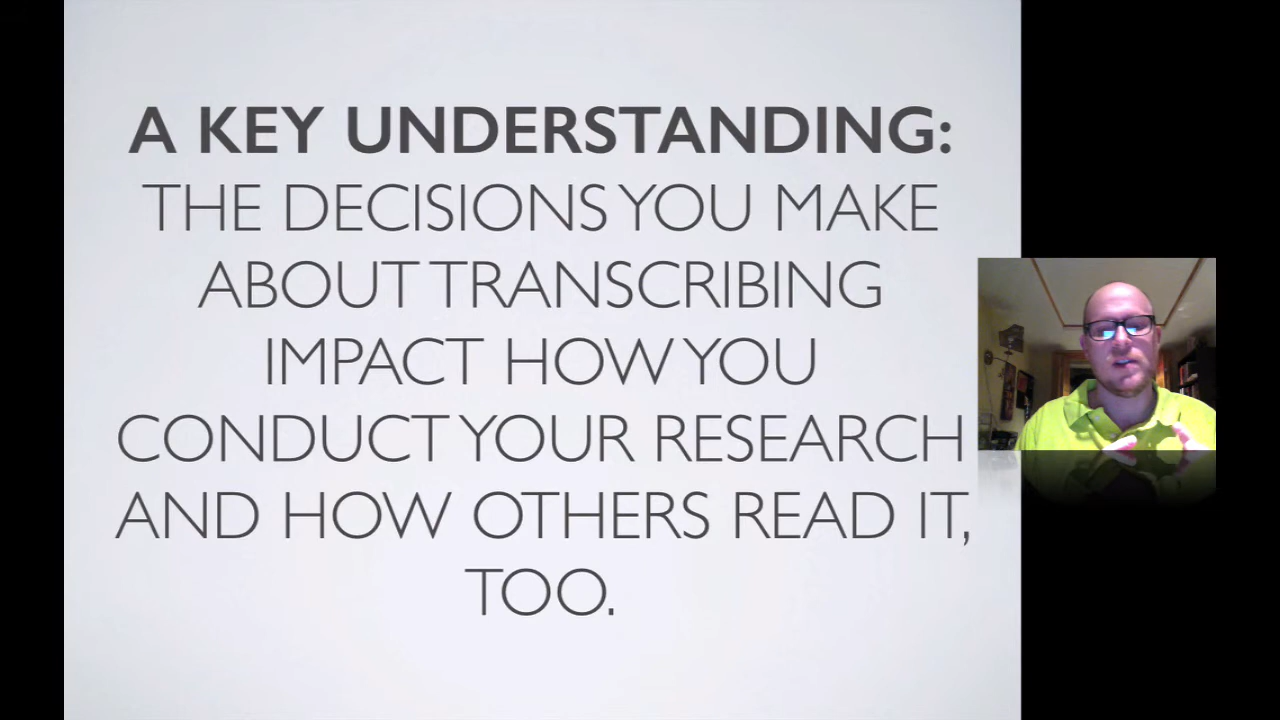 A KEY UNDERSTANDING:
THE DECISIONS YOU MAKE
ABOUT TRANSCRIBING
IMPACT HOW YOU
CONDUCT YOUR RESEARCH
AND HOW OTHERS READ IT,
TOO.